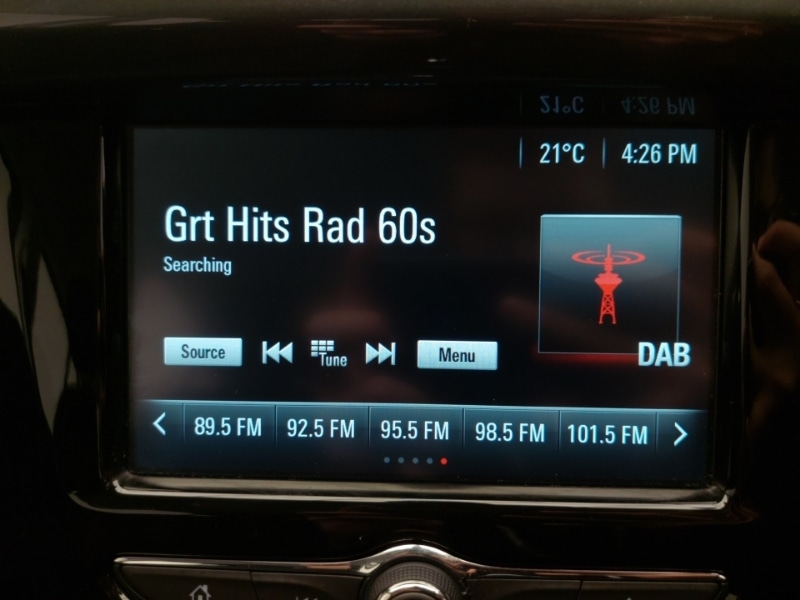 21°C 4:26 PM
Grt Hits Rad 60s
Searching
Source Tune Menu
DAB
89.5 FM 92.5 FM 95.5 FM 98.5 FM 101.5 FM